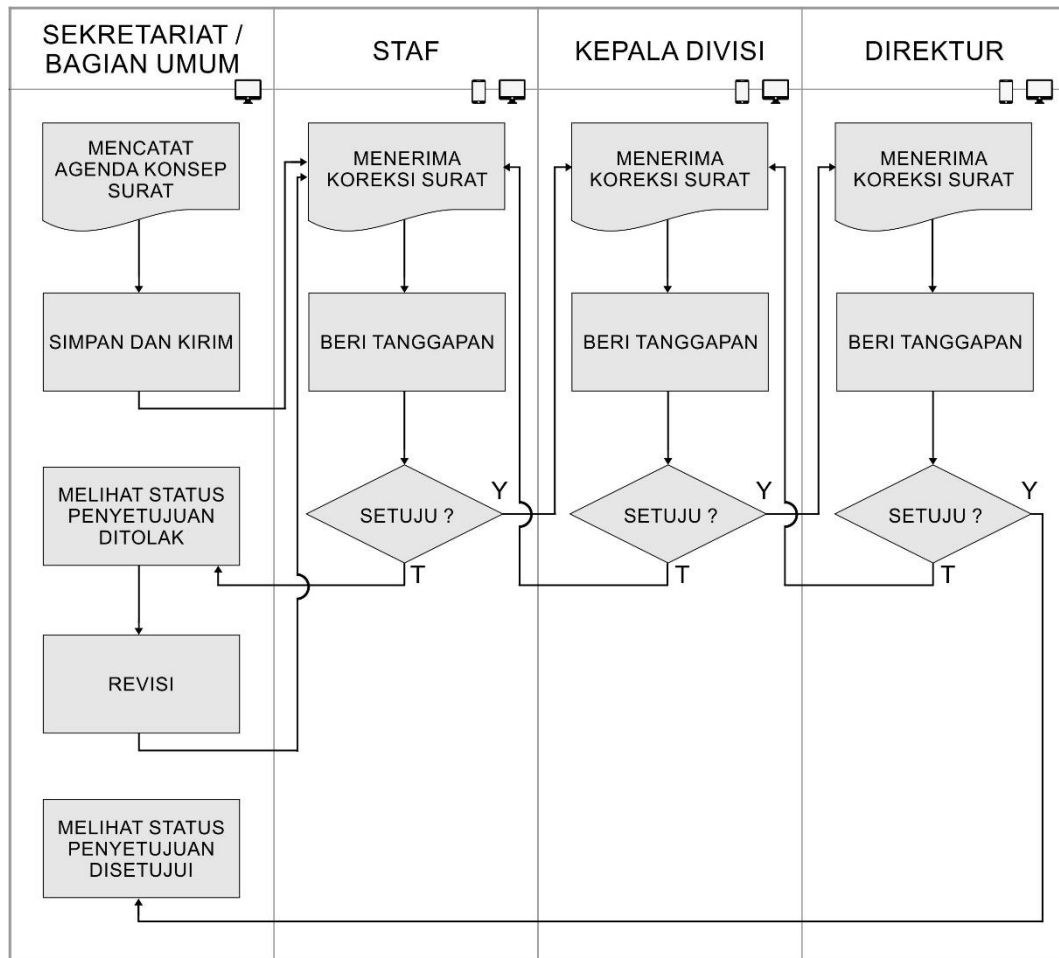 SEKRETARIAT /
BAGIAN UMUM
STAF
KEPALA DIVISI
DIREKTUR
MENCATAT
AGENDA KONSEP
SURAT
SIMPAN DAN KIRIM
MELIHAT STATUS
PENYETUJUAN
DITOLAK
REVISI
MELIHAT STATUS
PENYETUJUAN
DISETUJUI
MENERIMA
KOREKSI SURAT
BERI TANGGAPAN
SETUJU ?
Y
T
MENERIMA
KOREKSI SURAT
BERI TANGGAPAN
SETUJU ?
Y
T
MENERIMA
KOREKSI SURAT
BERI TANGGAPAN
SETUJU ?
Y
T